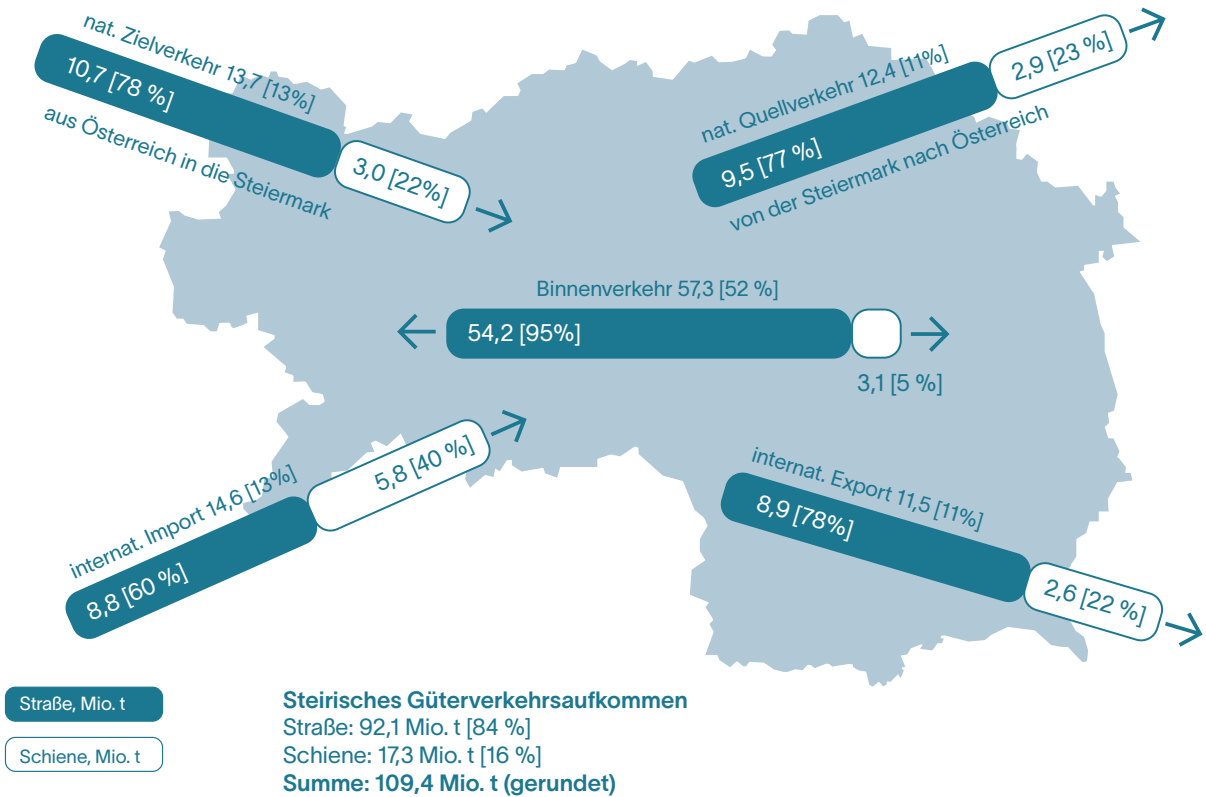 nat. Zielverkehr 13,7 [13%]
10,7 [78 %]
3,0 [22%]
aus Österreich in die Steiermark
nat. Quellverkehr 12,4 [11%]
9,5 [77 %]
2,9 [23 %]
von der Steiermark nach Österreich
Binnenverkehr 57,3 [52 %]
54,2 [95%]
3,1 [5 %]
internat. Import 14,6 [13%]
8,8 [60 %]
5,8 [40 %]
internat. Export 11,5 [11%]
8,9 [78%]
2,6 [22 %]
Straße, Mio. t
Schiene, Mio. t
Steirisches Güterverkehrsaufkommen
Straße: 92,1 Mio. t [84 %]
Schiene: 17,3 Mio. t [16 %]
Summe: 109,4 Mio. t (gerundet)